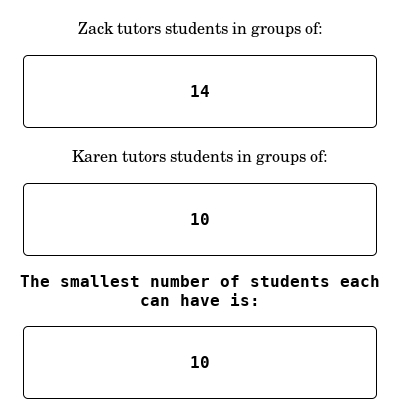 Zack tutors students in groups of:
14
Karen tutors students in groups of:
10
The smallest number of students each
can have is:
10